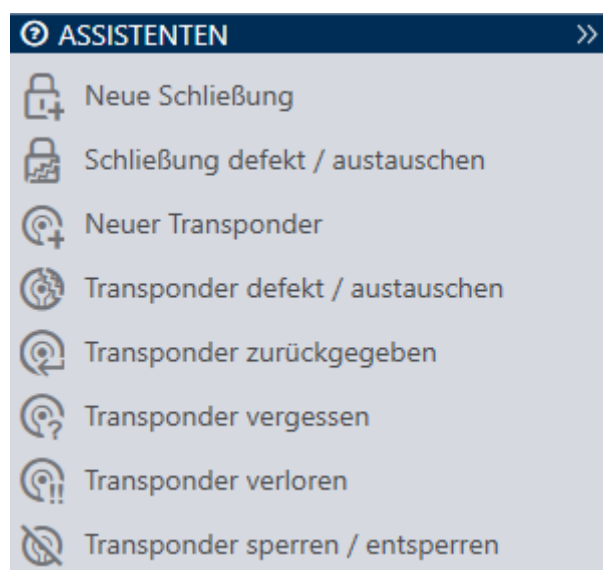 ASSISTENTEN
Neue Schließung
Schließung defekt / austauschen
Neuer Transponder
Transponder defekt / austauschen
Transponder zurückgegeben
Transponder vergessen
Transponder verloren
Transponder sperren / entsperren